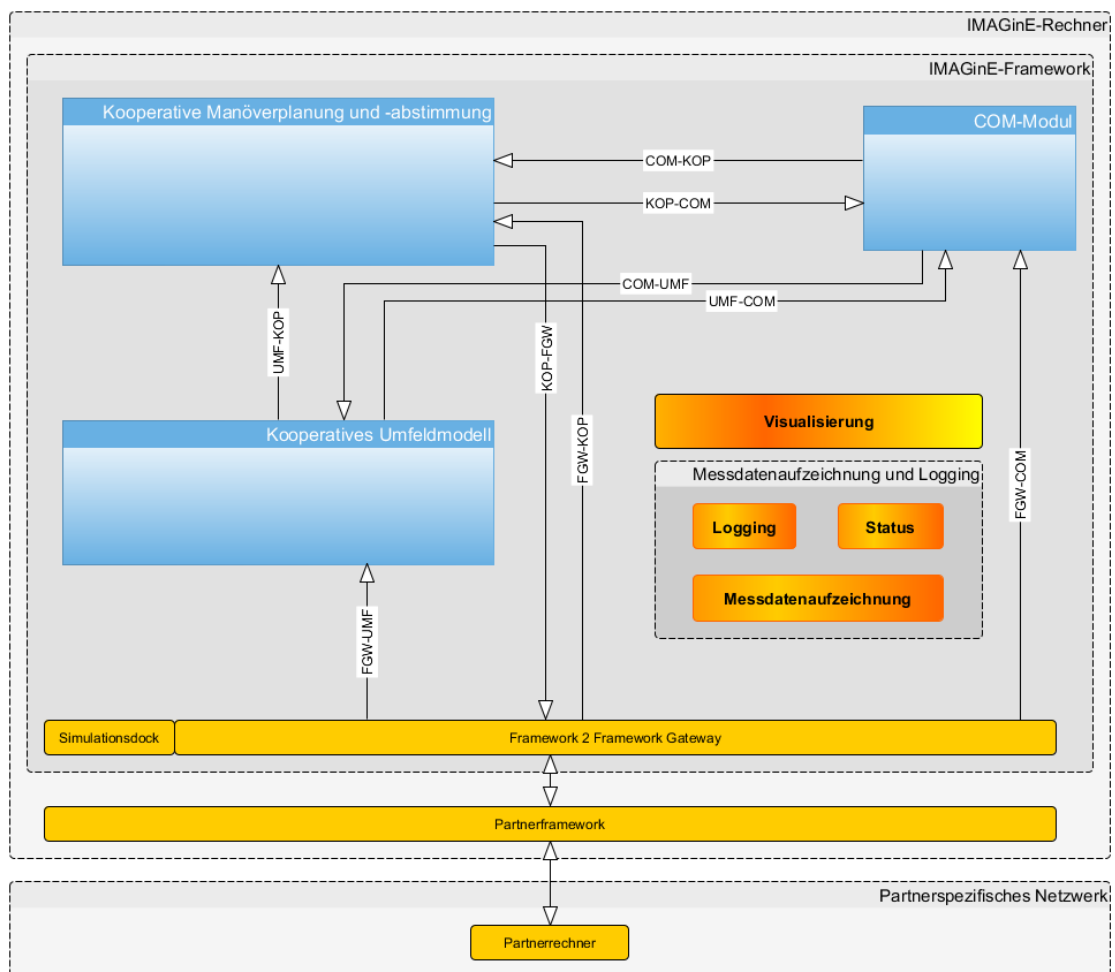 IMAGinE-Rechner
IMAGinE-Framework
Kooperative Manöverplanung und -abstimmung
COM-Modul
COM-KOP
KOP-COM
COM-UMF
UMF-COM
UMF-KOP
KOP-FGW
FGW-KOP
FGW-COM
Visualisierung
Kooperatives Umfeldmodell
Messdatenaufzeichnung und Logging
Logging
Status
Messdatenaufzeichnung
FGW-UMF
Simulationsdock
Framework 2 Framework Gateway
Partnerframework
Partnerspezifisches Netzwerk
Partnerrechner